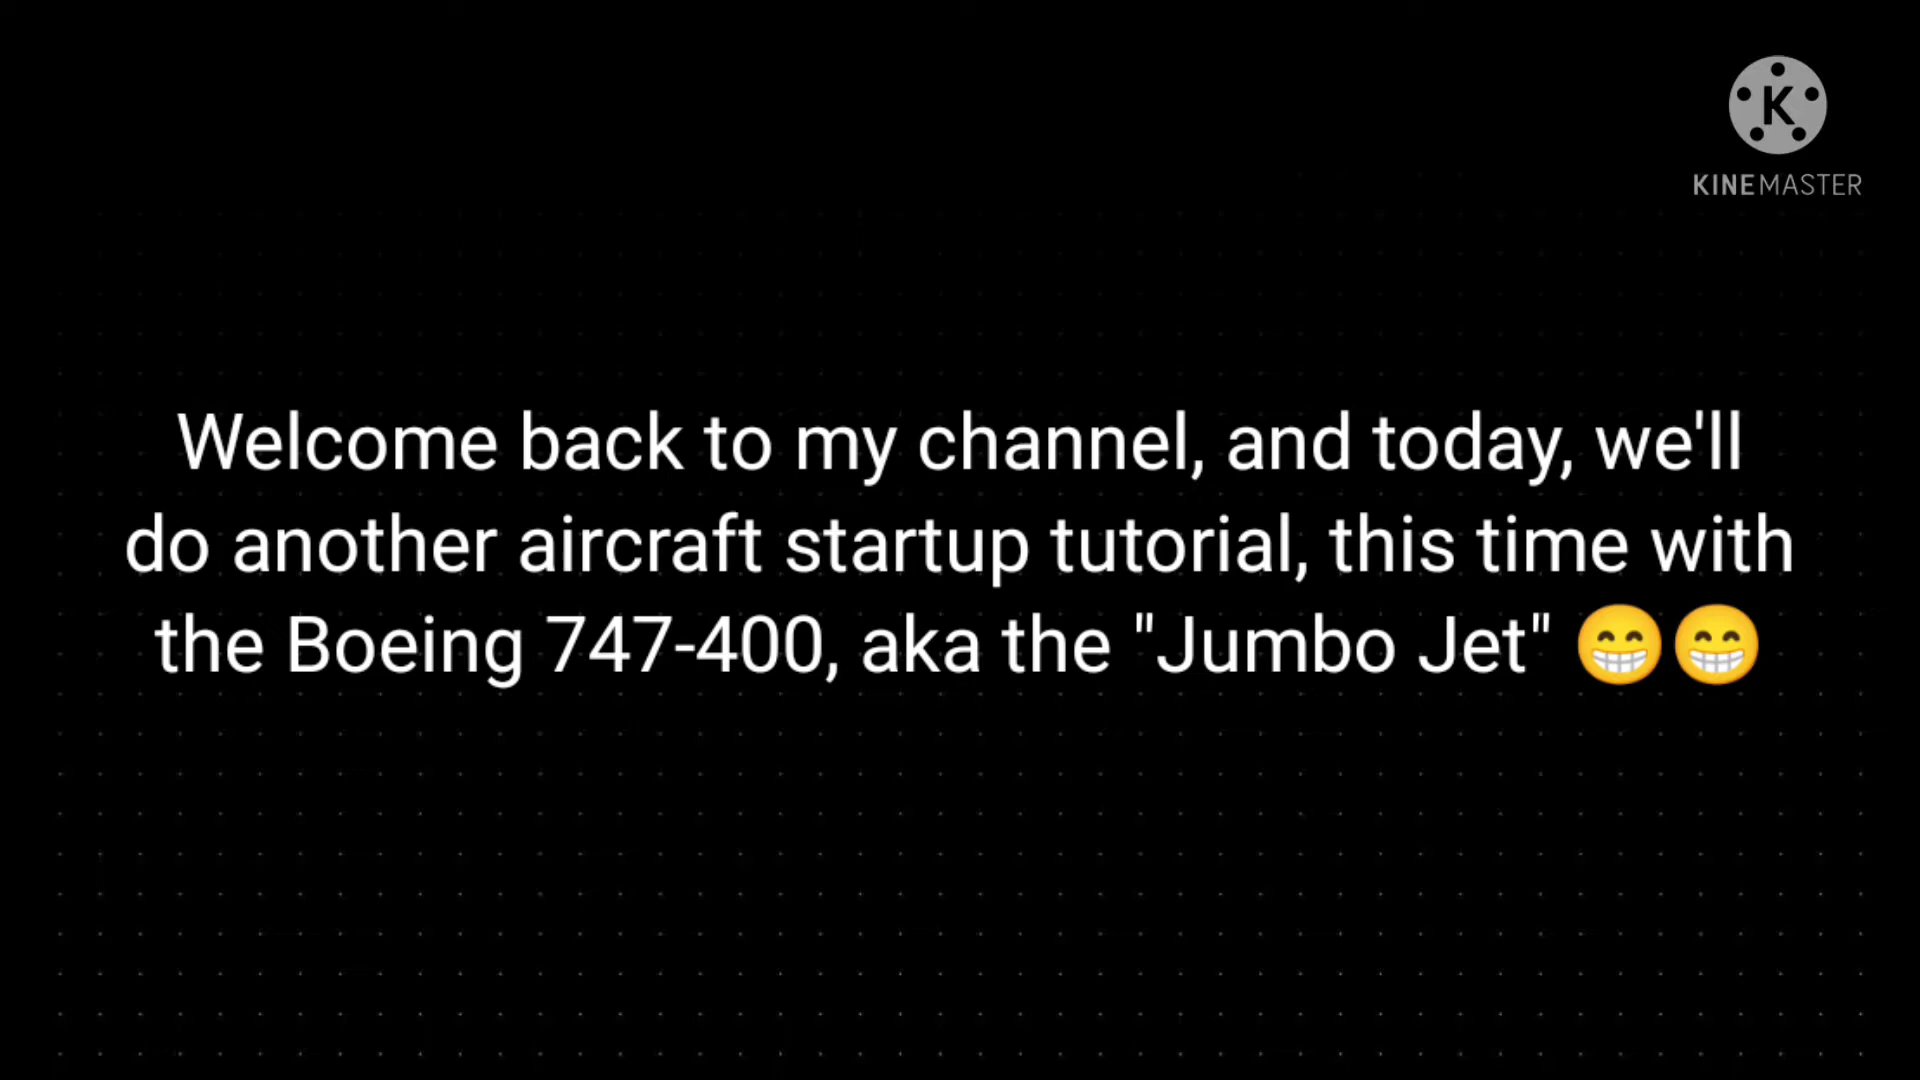 K
KINEMASTER
Welcome back to my channel, and today, we'll
do another aircraft startup tutorial, this time with
the Boeing 747-400, aka the "Jumbo Jet" 😁😁